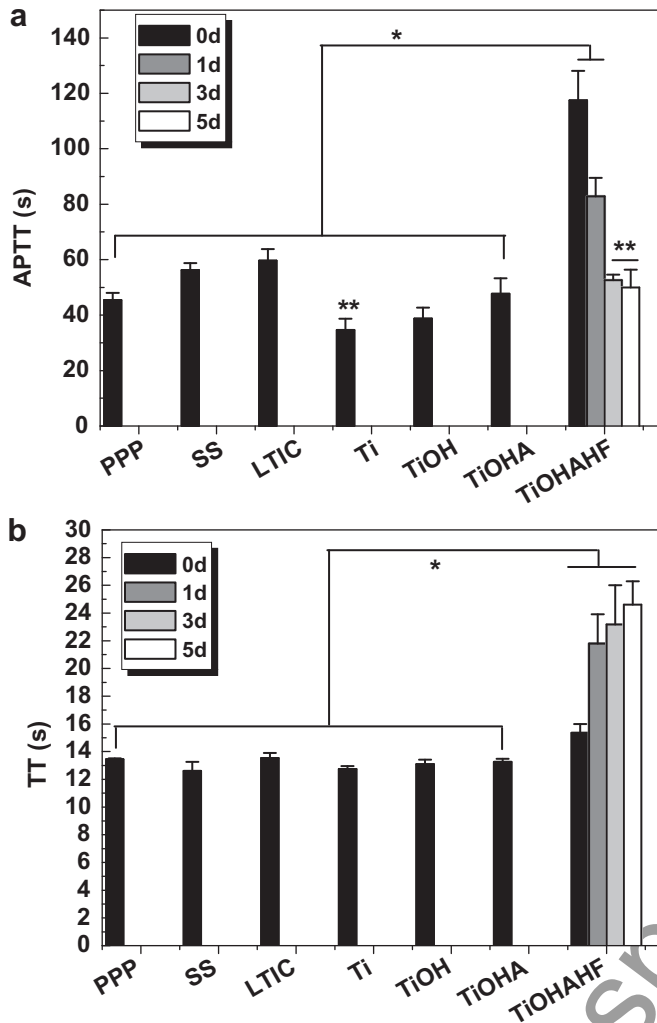 a
140
120
100
80
60
40
20
0
APTT (s)
0d
1d
3d
5d
*
**
**
PPP
SS
LTIC
Ti
TiOH
TiOHA
TiOHAHF
b
30
28
26
24
22
20
18
16
14
12
10
8
6
4
2
0
TT (s)
0d
1d
3d
5d
*
PPP
SS
LTIC
Ti
TiOH
TiOHA
TiOHAHF